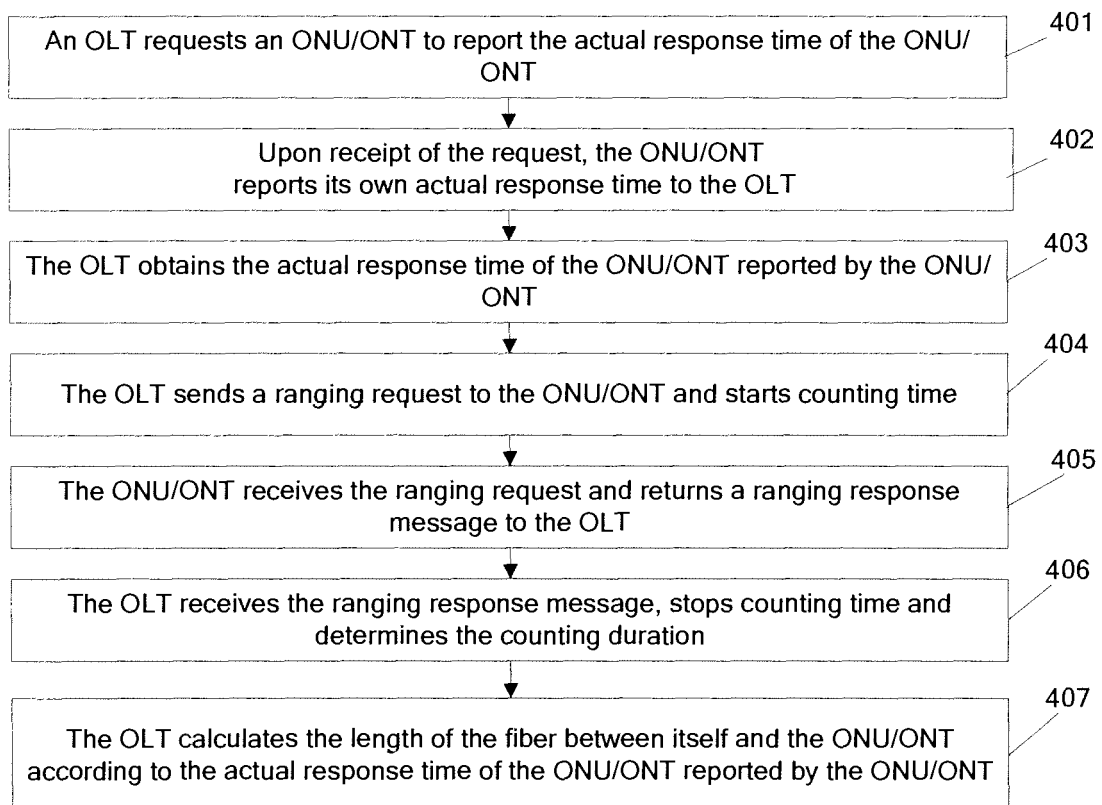 An OLT requests an ONU/ONT to report the actual response time of the ONU/
ONT
401
Upon receipt of the request, the ONU/ONT
reports its own actual response time to the OLT
402
The OLT obtains the actual response time of the ONU/ONT reported by the ONU/
ONT
403
The OLT sends a ranging request to the ONU/ONT and starts counting time
404
The ONU/ONT receives the ranging request and returns a ranging response
message to the OLT
405
The OLT receives the ranging response message, stops counting time and
determines the counting duration
406
The OLT calculates the length of the fiber between itself and the ONU/ONT
according to the actual response time of the ONU/ONT reported by the ONU/ONT
407